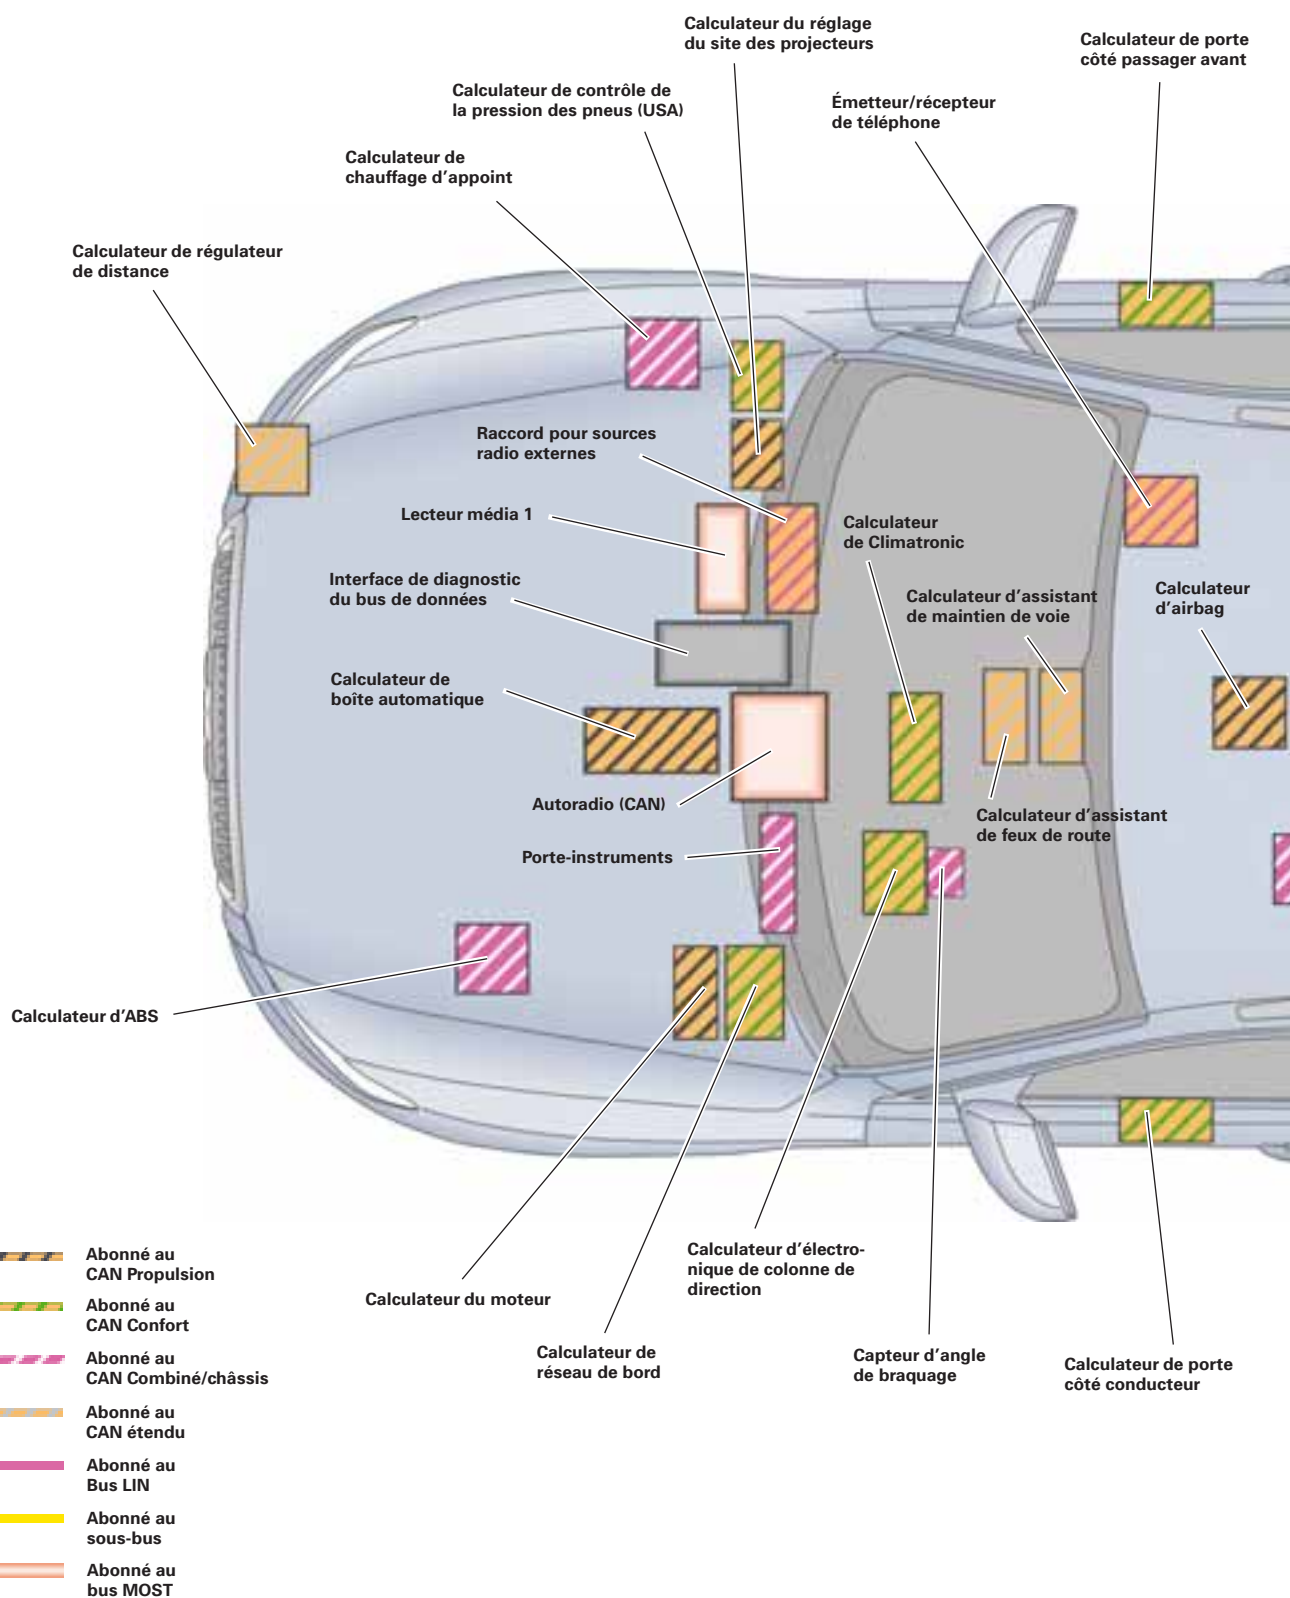 Calculateur du réglage
du site des projecteurs
Calculateur de porte
côté passager avant
Calculateur de contrôle de
la pression des pneus (USA)
Émetteur/récepteur
de téléphone
Calculateur de
chauffage d'appoint
Calculateur de régulateur
de distance
Raccord pour sources
radio externes
Lecteur média 1
Calculateur
de Climatronic
Interface de diagnostic
du bus de données
Calculateur d'assistant
de maintien de voie
Calculateur
d'airbag
Calculateur de
boîte automatique
Autoradio (CAN)
Calculateur d'assistant
de feux de route
Porte-instruments
Calculateur d'ABS
Calculateur d'électro-
nique de colonne de
direction
Calculateur du moteur
Calculateur de
réseau de bord
Capteur d'angle
de braquage
Calculateur de porte
côté conducteur
Abonné au
CAN Propulsion
Abonné au
CAN Confort
Abonné au
CAN Combiné/châssis
Abonné au
CAN étendu
Abonné au
Bus LIN
Abonné au
sous-bus
Abonné au
bus MOST